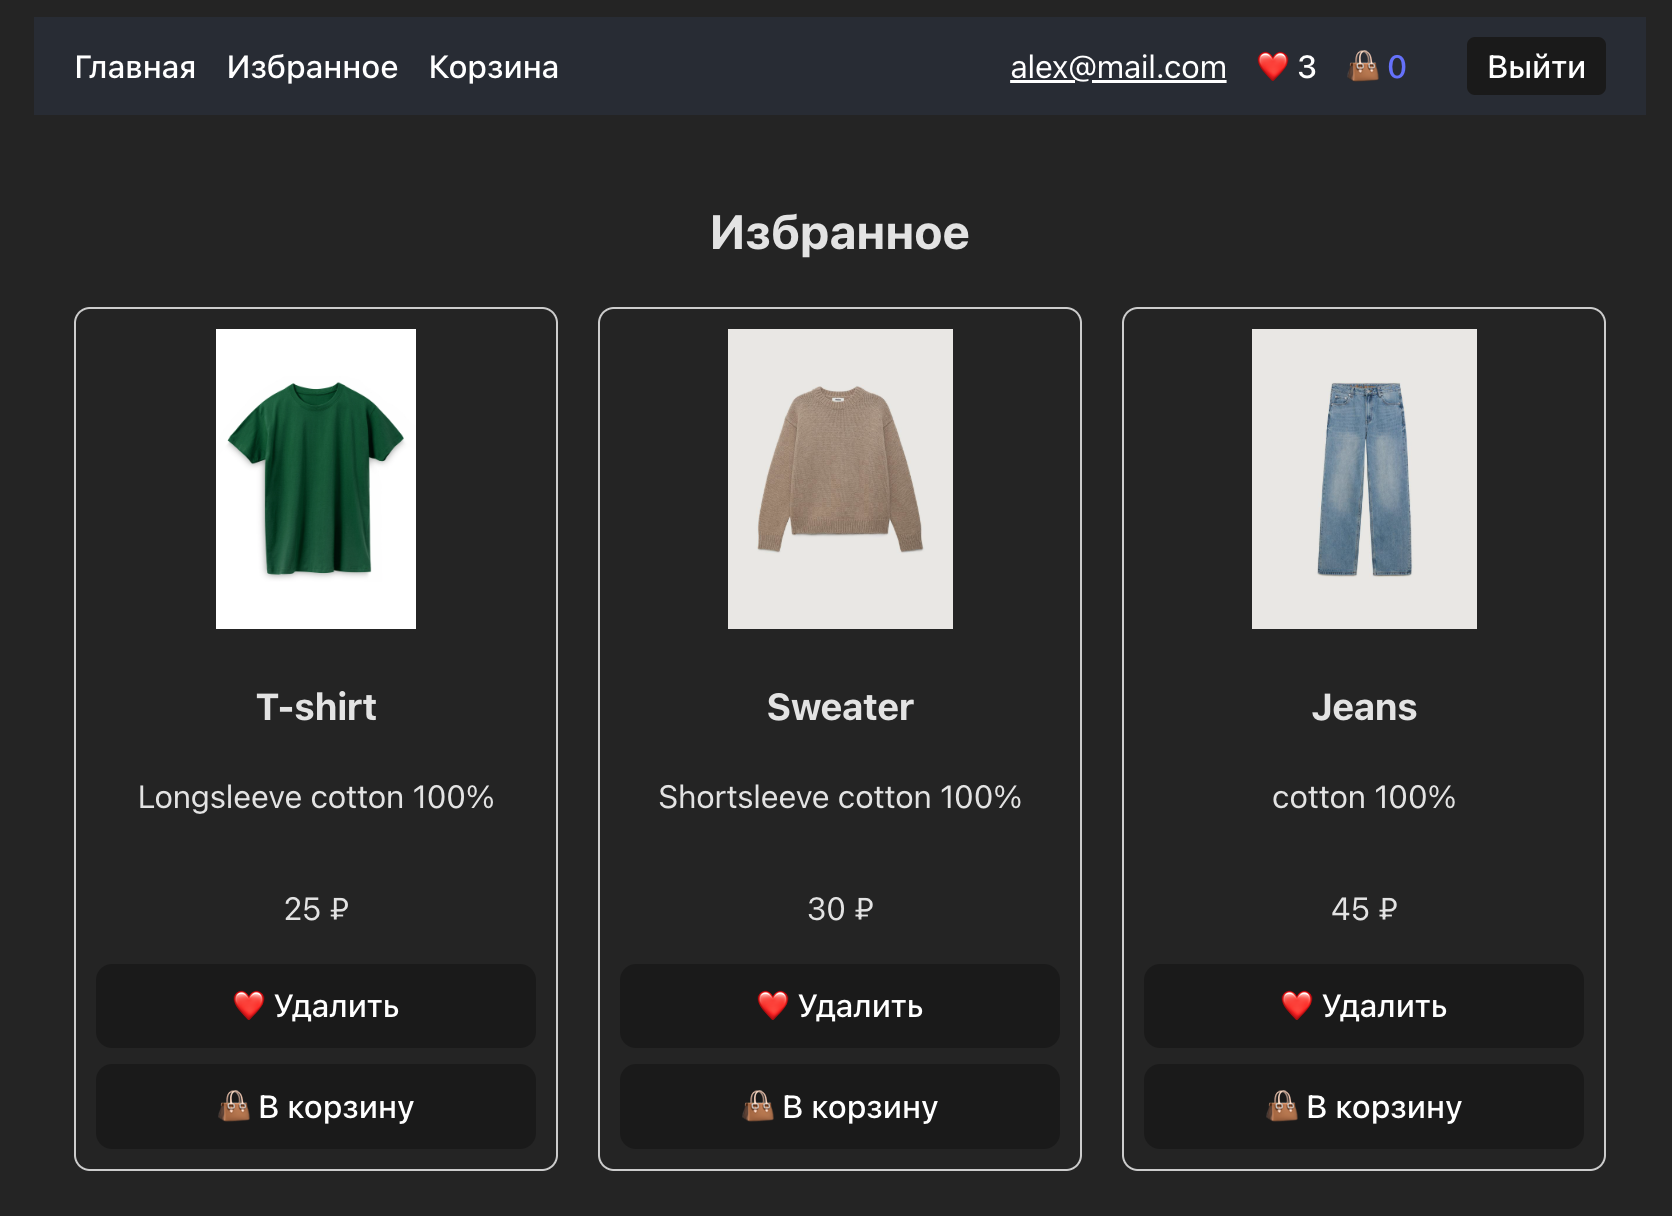 Главная Избранное Корзина alex@mail.com ❤️ 3 👜 0 Выйти
Избранное
T-shirt
Longsleeve cotton 100%
25 ₽
❤️ Удалить
👜 В корзину
Sweater
Shortsleeve cotton 100%
30 ₽
❤️ Удалить
👜 В корзину
Jeans
cotton 100%
45 ₽
❤️ Удалить
👜 В корзину